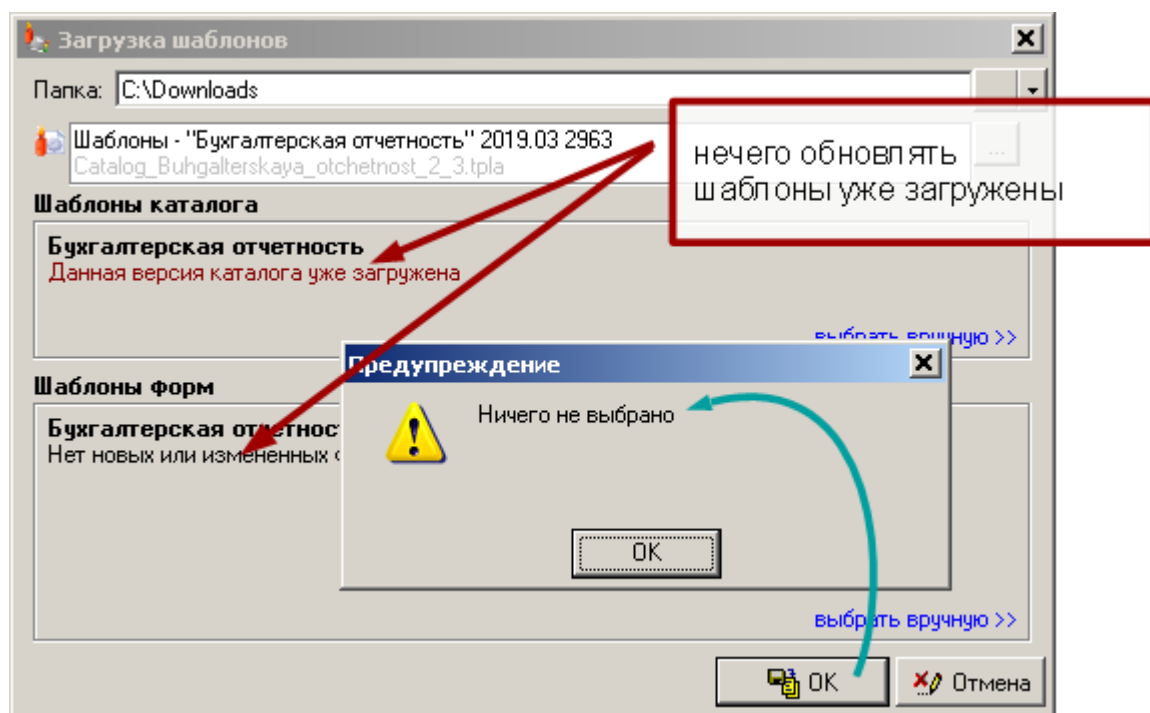 Загрузка шаблонов
Папка: C:\Downloads
Шаблоны - "Бухгалтерская отчетность" 2019.03 2963
Catalog_Buhgalterskaya_otchetnost_2_3.tpla
...
нечего обновлять
шаблоны уже загружены
Шаблоны каталога
Бухгалтерская отчетность
Данная версия каталога уже загружена
выбрать вручную >>
Предупреждение
Ничего не выбрано
OK
Шаблоны форм
Бухгалтерская отчетнос
Нет новых или измененных
выбрать вручную >>
OK
Отмена